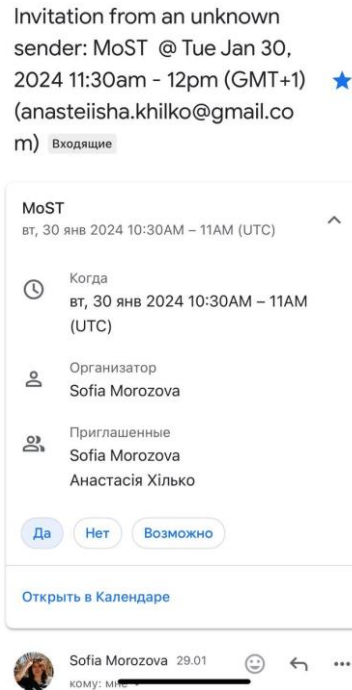 Invitation from an unknown
sender: MoST @ Tue Jan 30,
2024 11:30am - 12pm (GMT+1)
(anasteiisha.khilko@gmail.co
m) Входящие
MoST
вт, 30 янв 2024 10:30AM – 11AM (UTC)
Когда
вт, 30 янв 2024 10:30AM – 11AM
(UTC)
Организатор
Sofia Morozova
Приглашенные
Sofia Morozova
Анастасія Хілько
Да Нет Возможно
Открыть в Календаре
Sofia Morozova 29.01
кому: мне